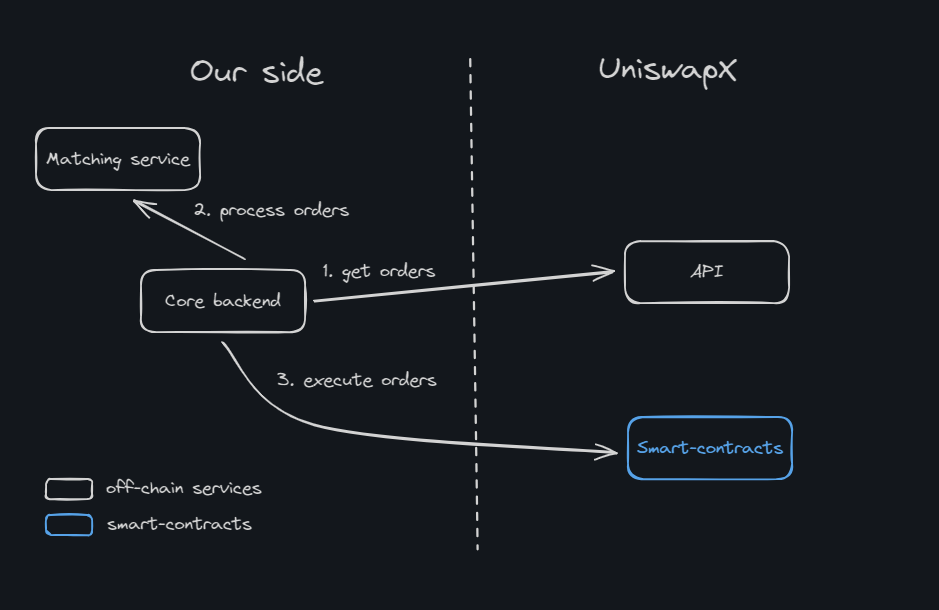 Our side
UniswapX
Matching service
2. process orders
1. get orders
API
Core backend
3. execute orders
Smart-contracts
off-chain services
smart-contracts